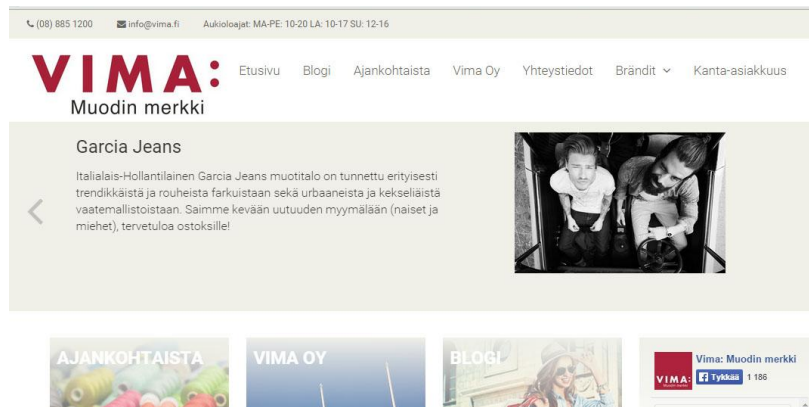 (08) 885 1200 info@vima.fi Aukioloajat: MA-PE: 10-20 LA: 10-17 SU: 12-16
VIMA:
Muodin merkki
Etusivu Blogi Ajankohtaista Vima Oy Yhteystiedot Brändit Kanta-asiakkuus
Garcia Jeans
Italialais-Hollantilainen Garcia Jeans muotitalo on tunnettu erityisesti
trendikkäistä ja rouheista farkuistaan sekä urbaaneista ja kekseliäistä
vaatemallistoistaan. Saimme kevään uutuuden myymälään (naiset ja
miehet), tervetuloa ostoksille!
AJANKOHTAISTA
VIMA OY
BLOGI
VIMA:
Vima: Muodin merkki
Tykkää 1 186